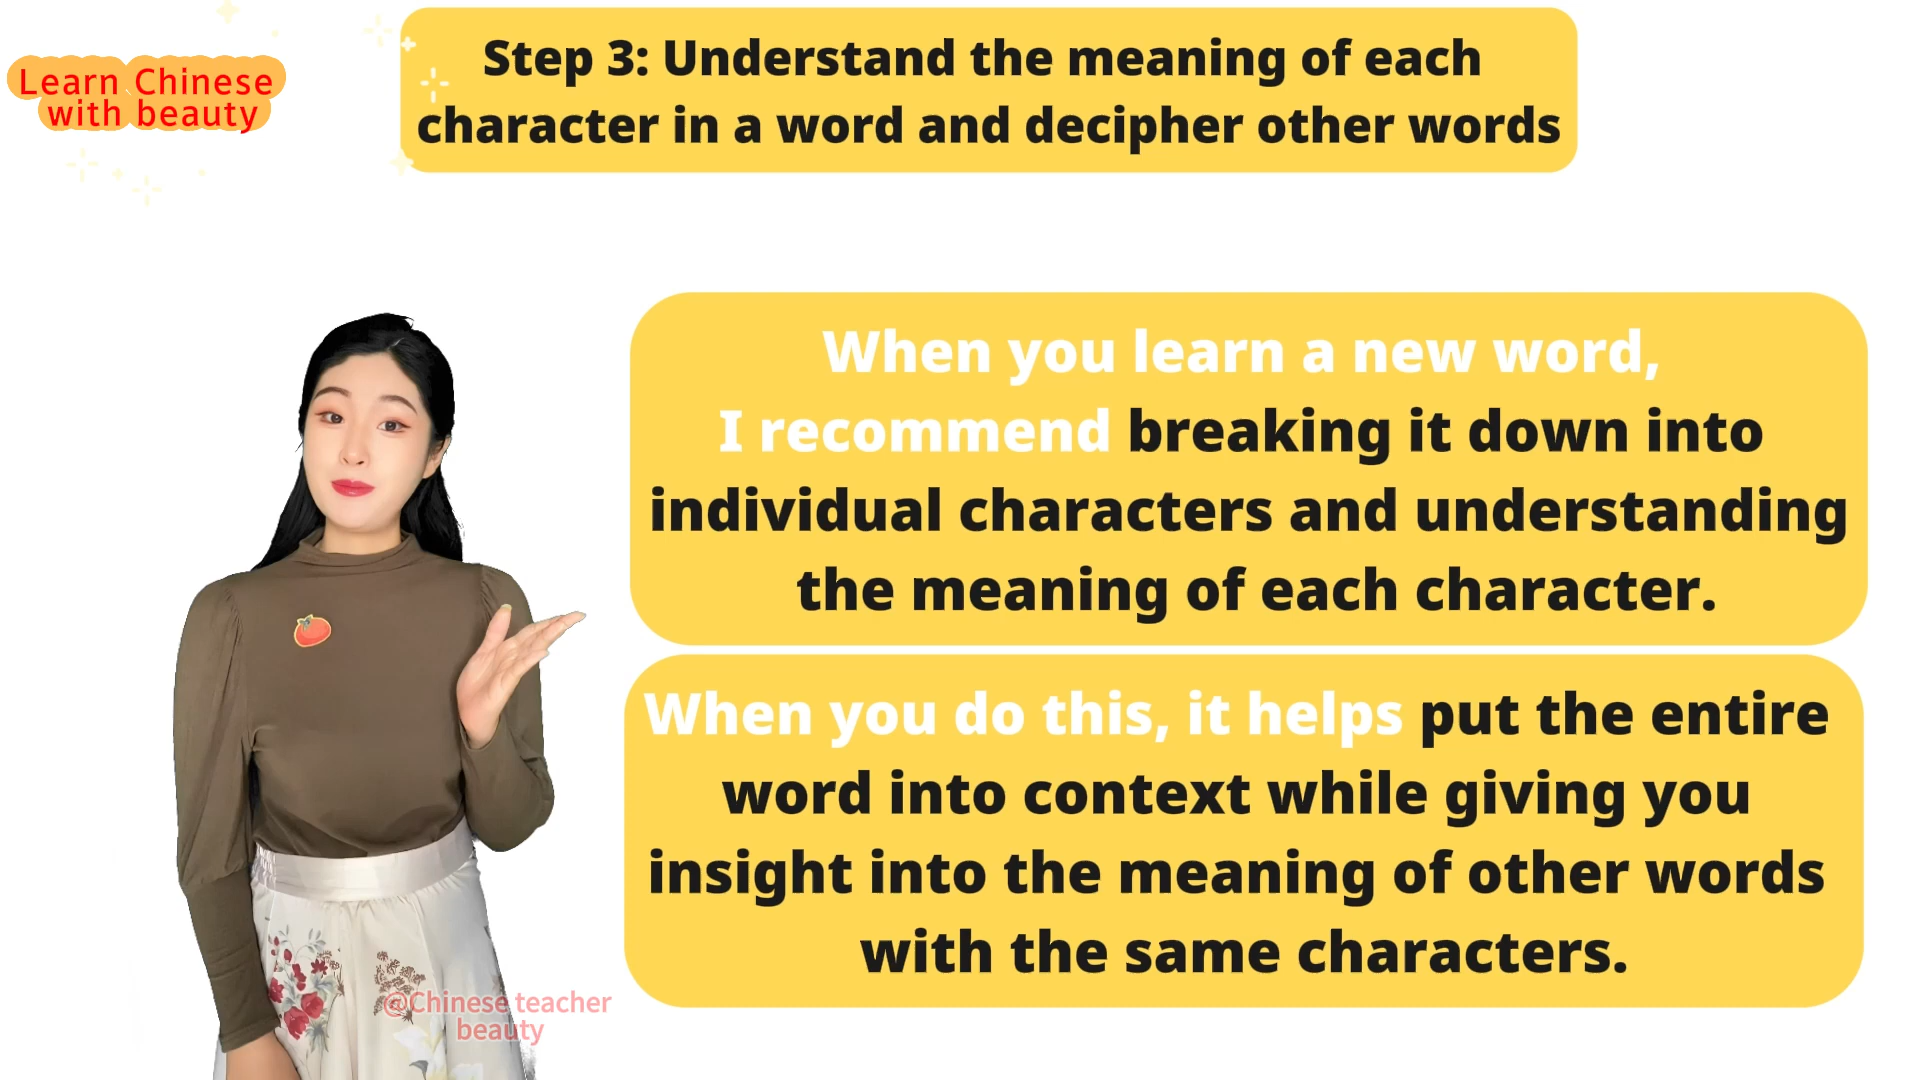 Learn Chinese
with beauty
Step 3: Understand the meaning of each
character in a word and decipher other words
When you learn a new word,
I recommend breaking it down into
individual characters and understanding
the meaning of each character.
When you do this, it helps put the entire
word into context while giving you
insight into the meaning of other words
with the same characters.
@Chinese teacher
beauty